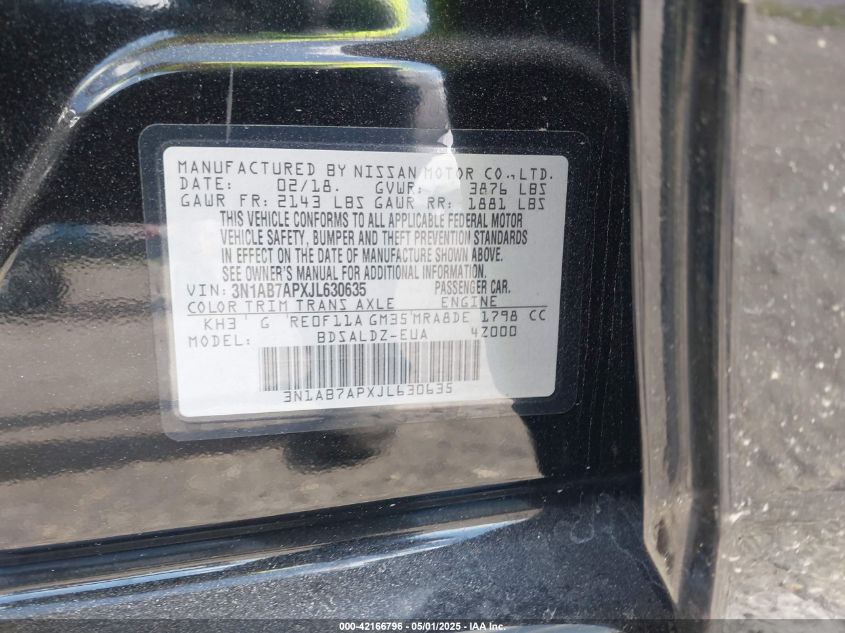 MANUFACTURED BY NISSAN MOTOR CO.,LTD.
DATE: 02/18. GVWR: 3876 LBS
GAWR FR: 2143 LBS GAWR RR: 1881 LBS
THIS VEHICLE CONFORMS TO ALL APPLICABLE FEDERAL MOTOR
VEHICLE SAFETY, BUMPER AND THEFT PREVENTION STANDARDS
IN EFFECT ON THE DATE OF MANUFACTURE SHOWN ABOVE.
SEE OWNER'S MANUAL FOR ADDITIONAL INFORMATION.
VIN: 3N1AB7APXJL630635 PASSENGER CAR.
COLOR TRIM TRANS AXLE ENGINE
KH3 G RE0F11A GM35 MRA8DE 1798 CC
MODEL: BDSALDZ-EUA 4Z000
3N1AB7APXJL630635
000-42166796 - 05/01/2025 - IAAI.com